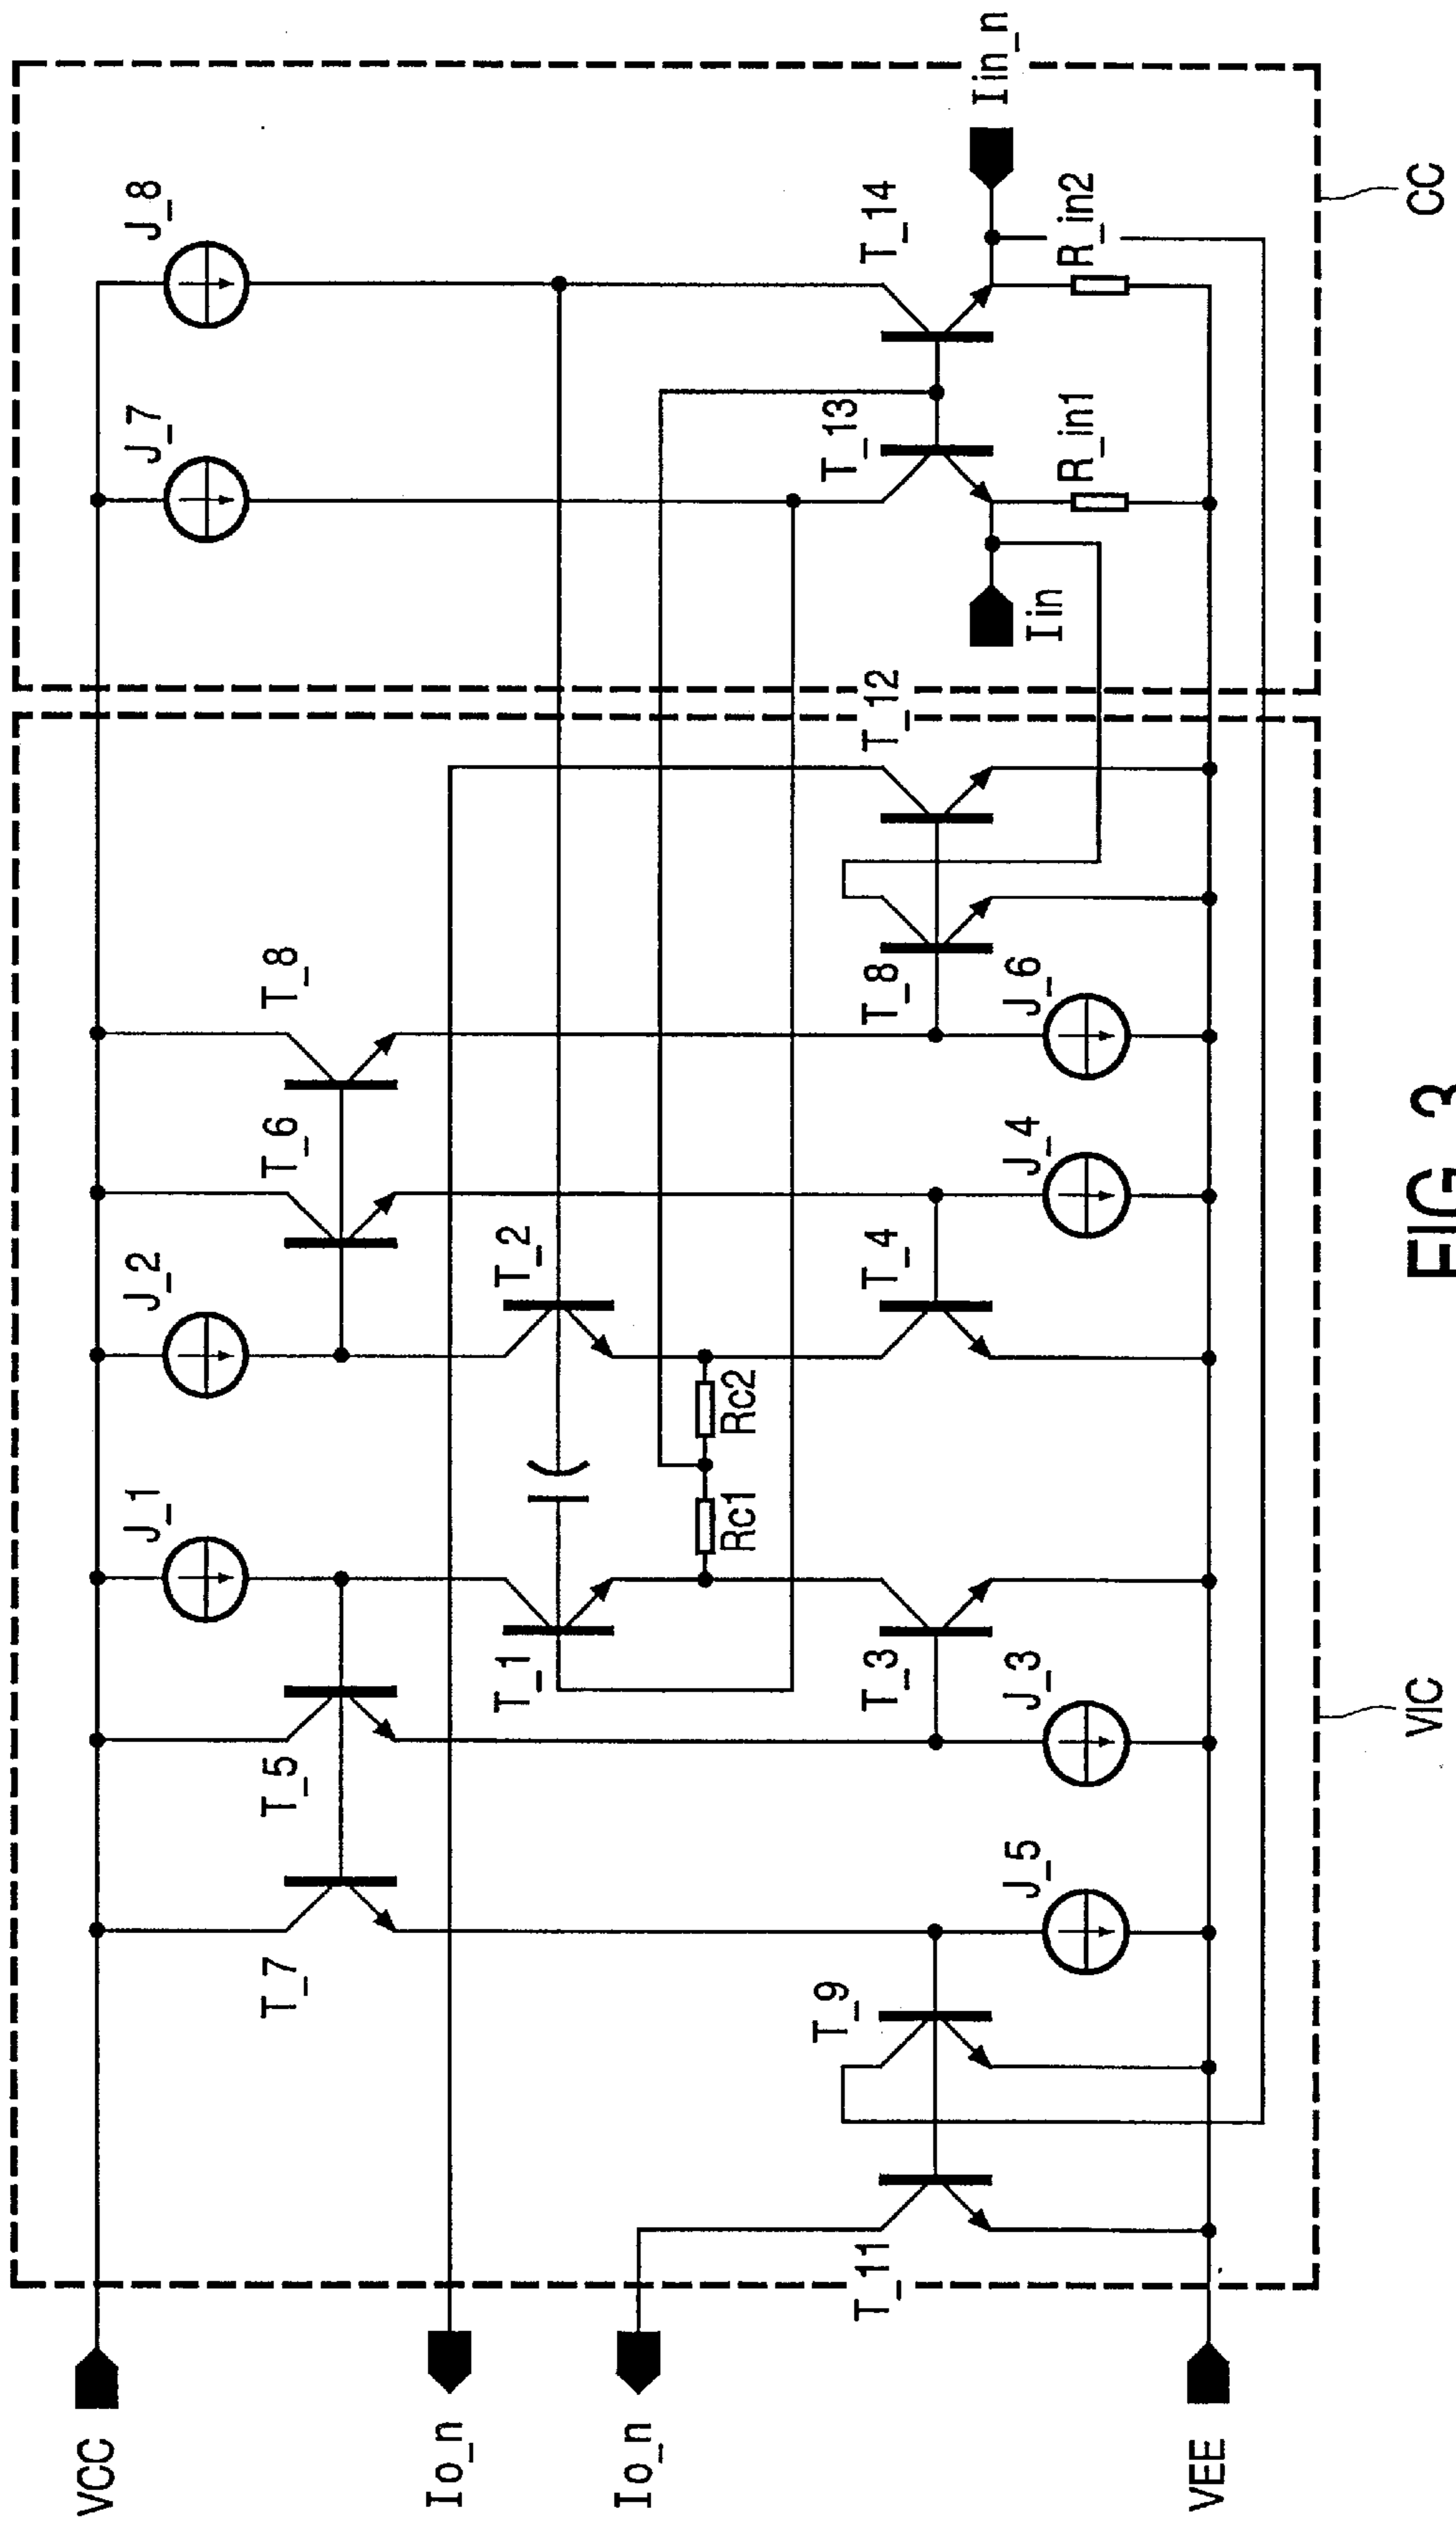 VCC
J_1
J_2
J_7
J_8
T_7
T_5
T_6
T_8
Io_n
T_1
T_2
Io_n
Rc1
Rc2
T_9
T_13
T_11
T_3
T_4
T_8
T_12
T_14
Iin_n
J_5
J_3
J_4
J_6
Iin
R_in1
R_in2
VEE
VIC
CC
FIG. 3